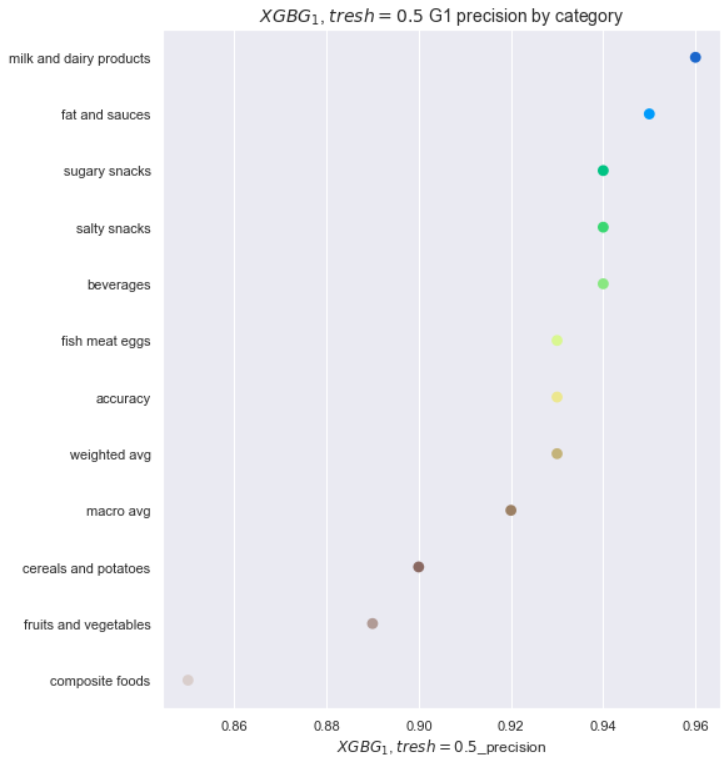 XGBG₁, tresh = 0.5 G1 precision by category
milk and dairy products
fat and sauces
sugary snacks
salty snacks
beverages
fish meat eggs
accuracy
weighted avg
macro avg
cereals and potatoes
fruits and vegetables
composite foods
0.86 0.88 0.90 0.92 0.94 0.96
XGBG₁, tresh = 0.5_precision